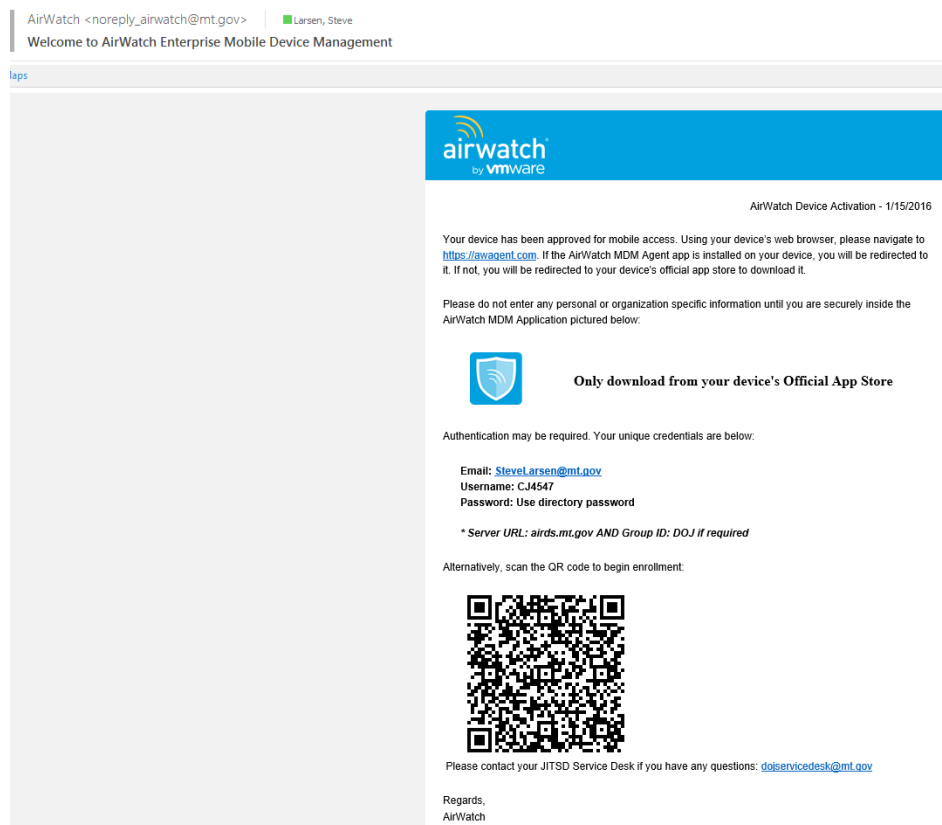 AirWatch <noreply_airwatch@mt.gov> Larsen, Steve
Welcome to AirWatch Enterprise Mobile Device Management
airwatch
by vmware
AirWatch Device Activation - 1/15/2016
Your device has been approved for mobile access. Using your device's web browser, please navigate to
https://awagent.com. If the AirWatch MDM Agent app is installed on your device, you will be redirected to
it. If not, you will be redirected to your device's official app store to download it.
Please do not enter any personal or organization specific information until you are securely inside the
AirWatch MDM Application pictured below:
Only download from your device's Official App Store
Authentication may be required. Your unique credentials are below:
Email: SteveLarsen@mt.gov
Username: CJ4547
Password: Use directory password
* Server URL: airds.mt.gov AND Group ID: DOJ if required
Alternatively, scan the QR code to begin enrollment:
Please contact your JITSD Service Desk if you have any questions: dojservicedesk@mt.gov
Regards,
AirWatch